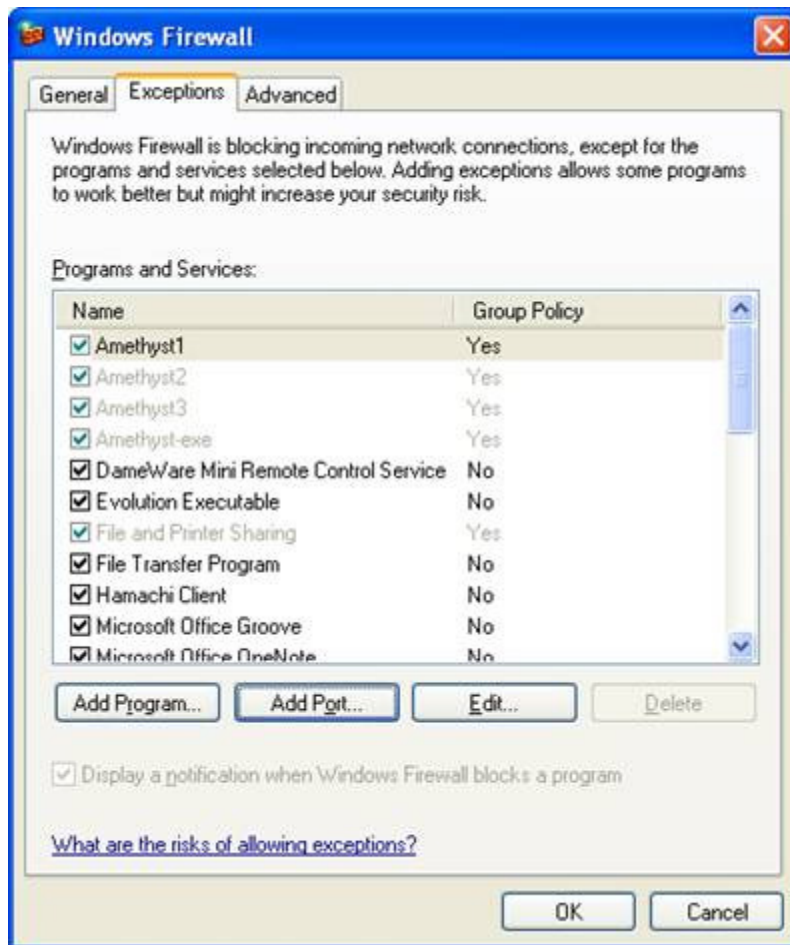 Windows Firewall
General Exceptions Advanced
Windows Firewall is blocking incoming network connections, except for the
programs and services selected below. Adding exceptions allows some programs
to work better but might increase your security risk.
Programs and Services:
Name Group Policy
Amethyst1 Yes
Amethyst2 Yes
Amethyst3 Yes
Amethyst-exe Yes
DameWare Mini Remote Control Service No
Evolution Executable No
File and Printer Sharing Yes
File Transfer Program No
Hamachi Client No
Microsoft Office Groove No
Microsoft Office OneNote No
Add Program... Add Port... Edit... Delete
Display a notification when Windows Firewall blocks a program
What are the risks of allowing exceptions?
OK Cancel